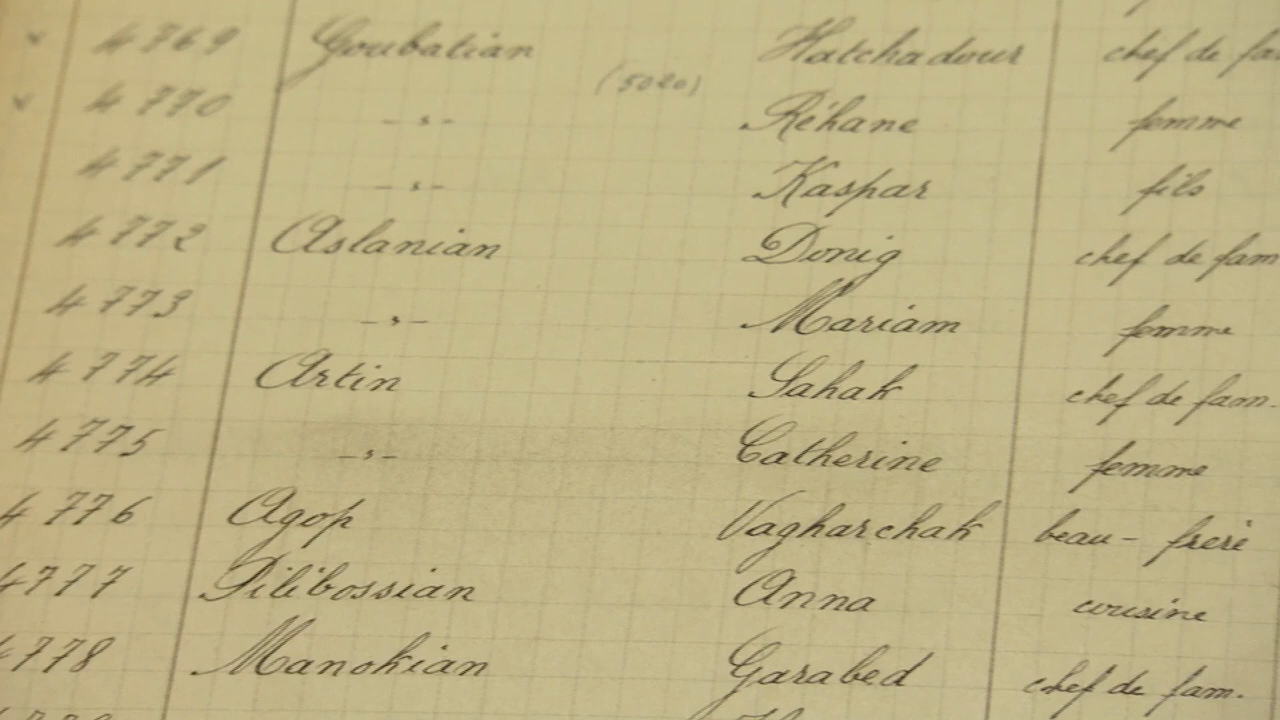 4769 Goubatian Hatchadour chef de fa
(5020)
4770 -"- Réhane femme
4771 -"- Kaspar fils
4772 Aslanian Donig chef de fam
4773 -"- Mariam femme
4774 Artin Sahak chef de fam.
4775 -"- Catherine femme
4776 Agop Vagharchak beau-frère
4777 Pilibossian Anna cousine
4778 Manokian Garabed chef de fam.